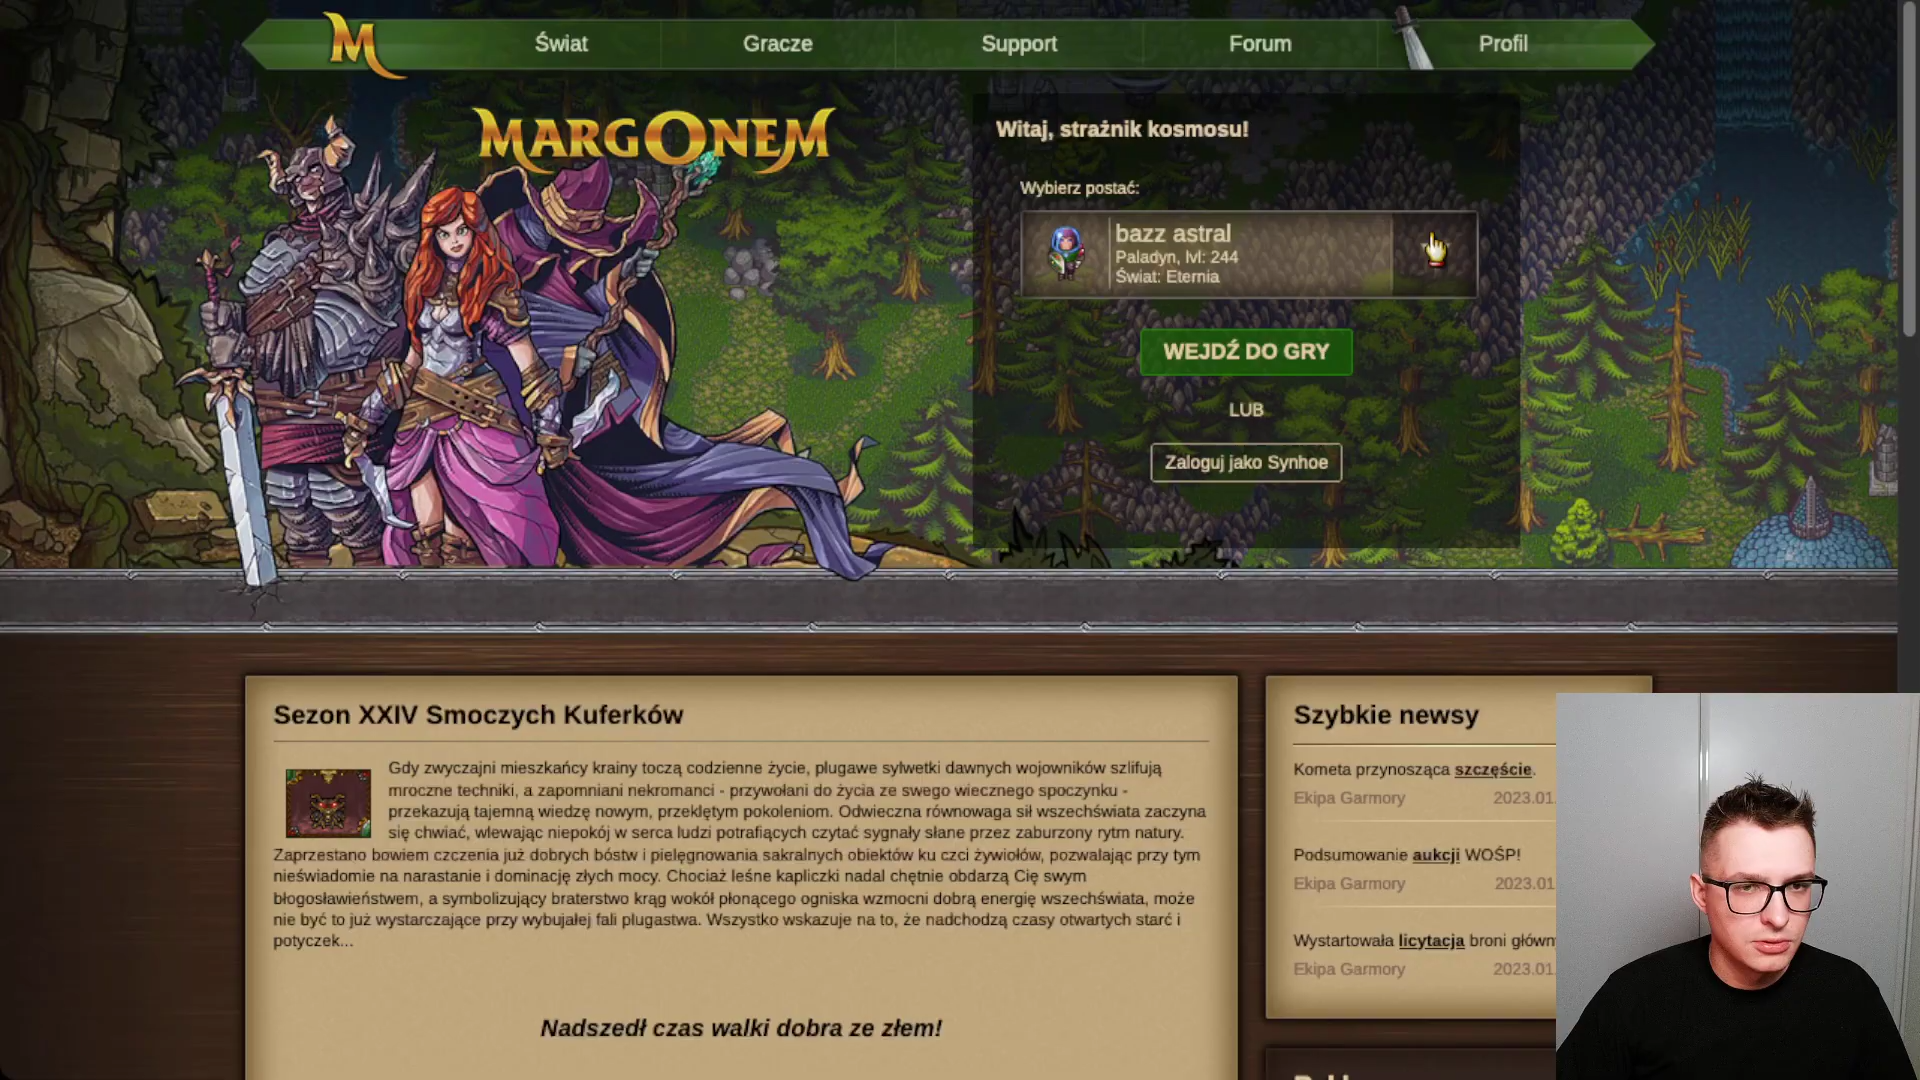 M
Świat
Gracze
Support
Forum
Profil
MARGONEM
Witaj, strażnik kosmosu!
Wybierz postać:
bazz astral
Paladyn, lvl: 244
Świat: Eternia
WEJDŹ DO GRY
LUB
Zaloguj jako Synhoe
Sezon XXIV Smoczych Kuferków
Gdy zwyczajni mieszkańcy krainy toczą codzienne życie, plugawe sylwetki dawnych wojowników szlifują
mroczne techniki, a zapomniani nekromanci - przywołani do życia ze swego wiecznego spoczynku -
przekazują tajemną wiedzę nowym, przeklętym pokoleniom. Odwieczna równowaga sił wszechświata zaczyna
się chwiać, wlewając niepokój w serca ludzi potrafiących czytać sygnały słane przez zaburzony rytm natury.
Zaprzestano bowiem czczenia już dobrych bóstw i pielęgnowania sakralnych obiektów ku czci żywiołów, pozwalając przy tym
nieświadomie na narastanie i dominację złych mocy. Chociaż leśne kapliczki nadal chętnie obdarzą Cię swym
błogosławieństwem, a symbolizujący braterstwo krąg wokół płonącego ogniska wzmocni dobrą energię wszechświata, może
nie być to już wystarczające przy wybujałej fali plugastwa. Wszystko wskazuje na to, że nadchodzą czasy otwartych starć i
potyczek...
Nadszedł czas walki dobra ze złem!
Szybkie newsy
Kometa przynosząca szczęście.
Ekipa Garmory 2023.01.
Podsumowanie aukcji WOŚP!
Ekipa Garmory 2023.01
Wystartowała licytacja broni główn
Ekipa Garmory 2023.01.